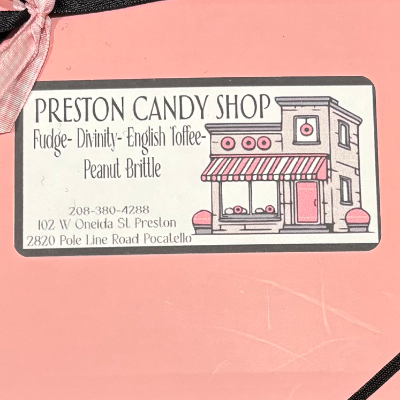 PRESTON CANDY SHOP
Fudge- Divinity- English Toffee-
Peanut Brittle
208-380-4288
102 W Oneida St. Preston
2820 Pole Line Road Pocatello